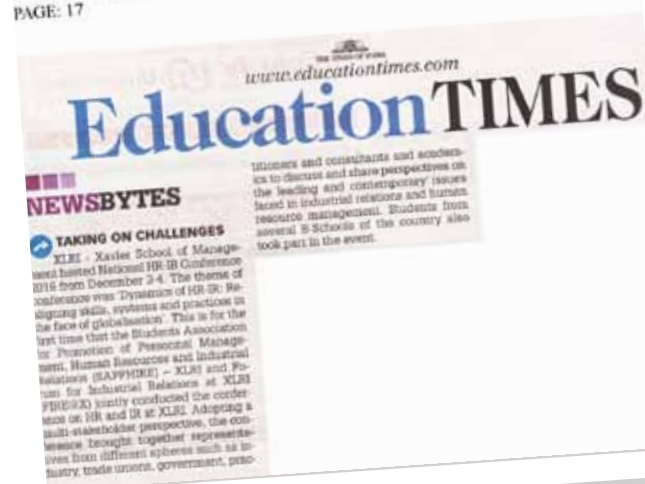 PAGE: 17
THE TIMES OF INDIA
www.educationtimes.com
EducationTIMES
NEWSBYTES
TAKING ON CHALLENGES
XLRI - Xavier School of Manage-
ment hosted National HR-IR Conference
2016 from December 2-4. The theme of
conference was 'Dynamics of HR-IR: Re-
aligning skills, systems and practices in
the face of globalisation'. This is for the
first time that the Students Association
for Promotion of Personnel Manage-
ment, Human Resources and Industrial
Relations (SAPPHIRE) – XLRI and Fo-
rum for Industrial Relations at XLRI
(FIRE@X) jointly conducted the confer-
ence on HR and IR at XLRI. Adopting a
multi-stakeholder perspective, the con-
ference brought together representa-
tives from different spheres such as in-
dustry, trade unions, government, prac-
titioners and consultants and academ-
ics to discuss and share perspectives on
the leading and contemporary issues
faced in industrial relations and human
resource management. Students from
several B-Schools of the country also
took part in the event.